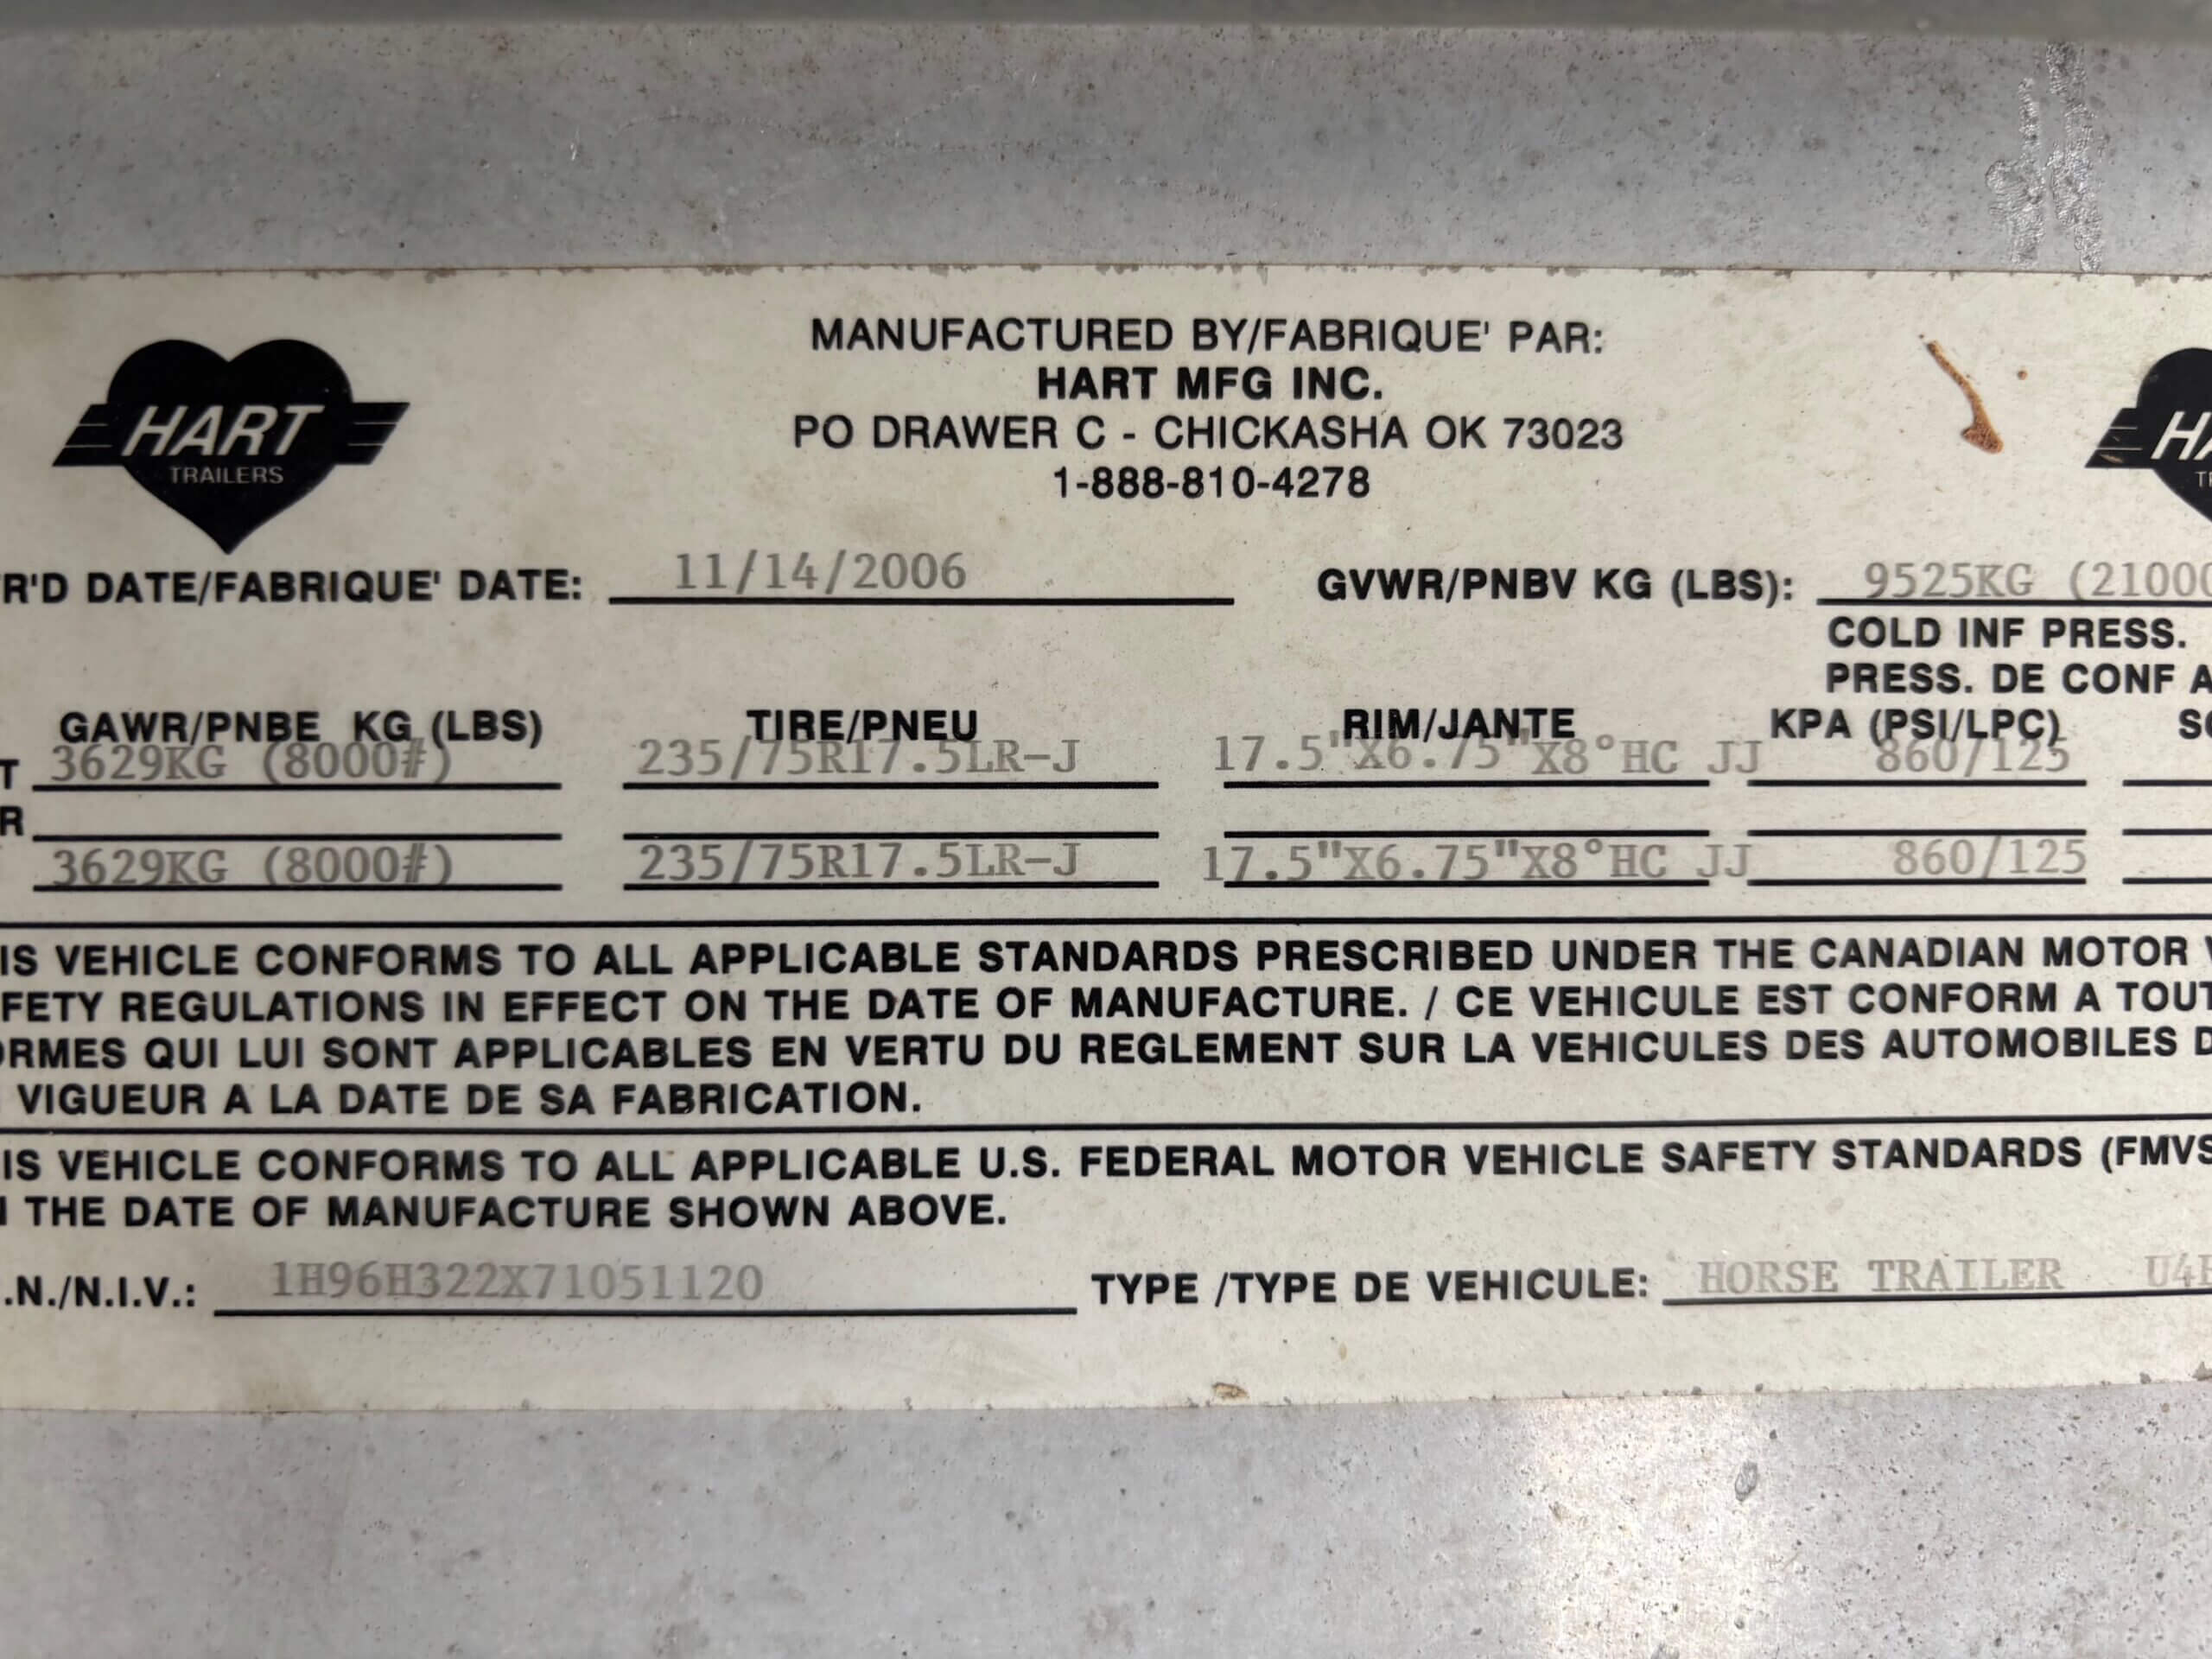 HART
TRAILERS
MANUFACTURED BY/FABRIQUE' PAR:
HART MFG INC.
PO DRAWER C - CHICKASHA OK 73023
1-888-810-4278
R'D DATE/FABRIQUE' DATE: 11/14/2006 GVWR/PNBV KG (LBS): 9525KG (21000
COLD INF PRESS.
PRESS. DE CONF A
GAWR/PNBE KG (LBS) TIRE/PNEU RIM/JANTE KPA (PSI/LPC)
T 3629KG (8000#) 235/75R17.5LR-J 17.5"X6.75"X8°HC JJ 860/125
R
3629KG (8000#) 235/75R17.5LR-J 17.5"X6.75"X8°HC JJ 860/125
IS VEHICLE CONFORMS TO ALL APPLICABLE STANDARDS PRESCRIBED UNDER THE CANADIAN MOTOR
FETY REGULATIONS IN EFFECT ON THE DATE OF MANUFACTURE. / CE VEHICULE EST CONFORM A TOUT
ORMES QUI LUI SONT APPLICABLES EN VERTU DU REGLEMENT SUR LA VEHICULES DES AUTOMOBILES D
VIGUEUR A LA DATE DE SA FABRICATION.
IS VEHICLE CONFORMS TO ALL APPLICABLE U.S. FEDERAL MOTOR VEHICLE SAFETY STANDARDS (FMVS
THE DATE OF MANUFACTURE SHOWN ABOVE.
.N./N.I.V.: 1H96H322X71051120 TYPE /TYPE DE VEHICULE: HORSE TRAILER